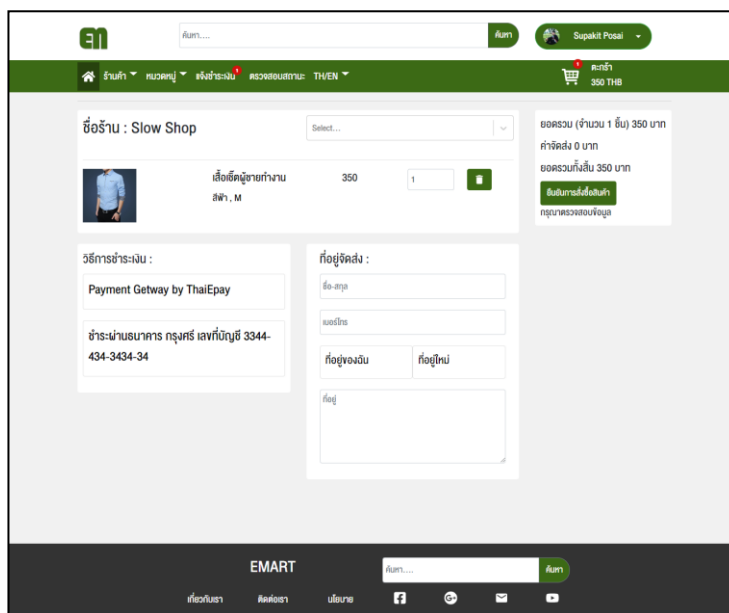 EM
ค้นหา....
ค้นหา
Supakit Posai
ร้านค้า
หมวดหมู่
แจ้งชำระเงิน
1
ตรวจสอบสถานะ
TH/EN
1
ตะกร้า
350 THB
ชื่อร้าน : Slow Shop
Select...
เสื้อเชิ้ตผู้ชายทำงาน
350
1
สีฟ้า , M
ยอดรวม (จำนวน 1 ชิ้น) 350 บาท
ค่าจัดส่ง 0 บาท
ยอดรวมทั้งสิ้น 350 บาท
ยืนยันการสั่งซื้อสินค้า
กรุณาตรวจสอบข้อมูล
วิธีการชำระเงิน :
Payment Getway by ThaiEpay
ชำระผ่านธนาคาร กรุงศรี เลขที่บัญชี 3344-
434-3434-34
ที่อยู่จัดส่ง :
ชื่อ-สกุล
เบอร์โทร
ที่อยู่ของฉัน
ที่อยู่ใหม่
ที่อยู่
EMART
ค้นหา....
ค้นหา
เกี่ยวกับเรา
ติดต่อเรา
นโยบาย